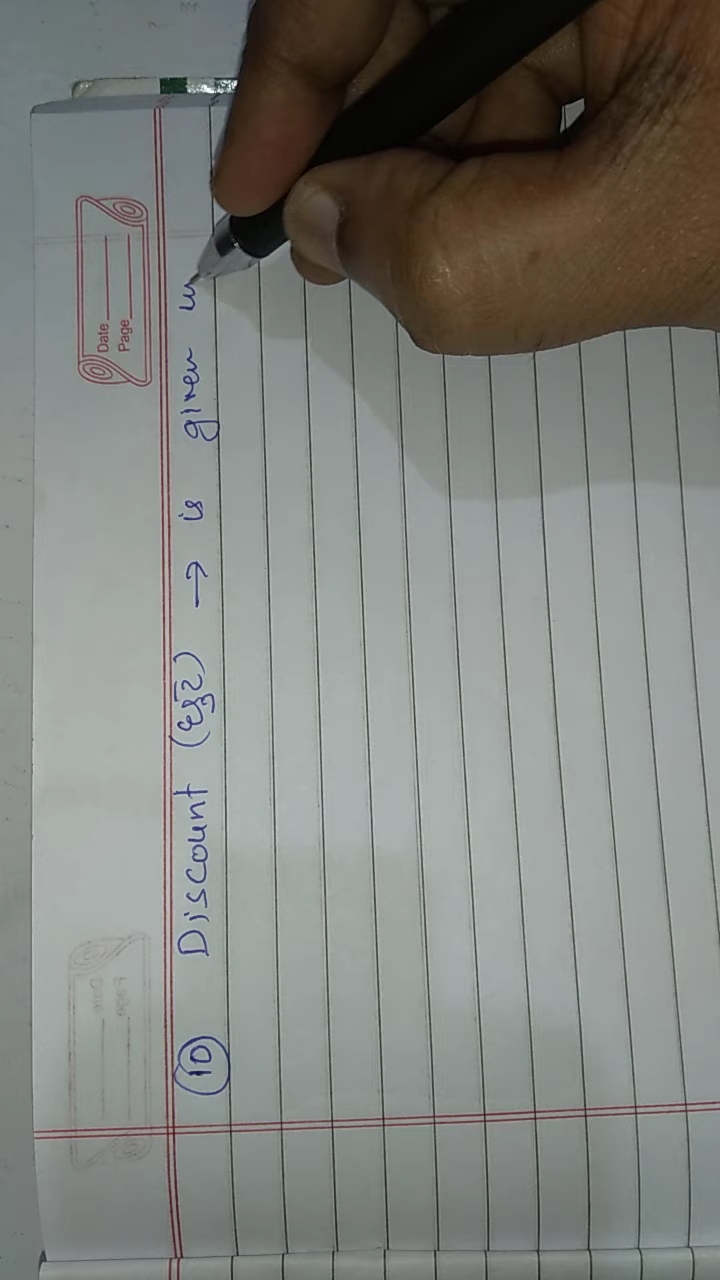 Date
Page
⑩ Discount (छूट) → is given